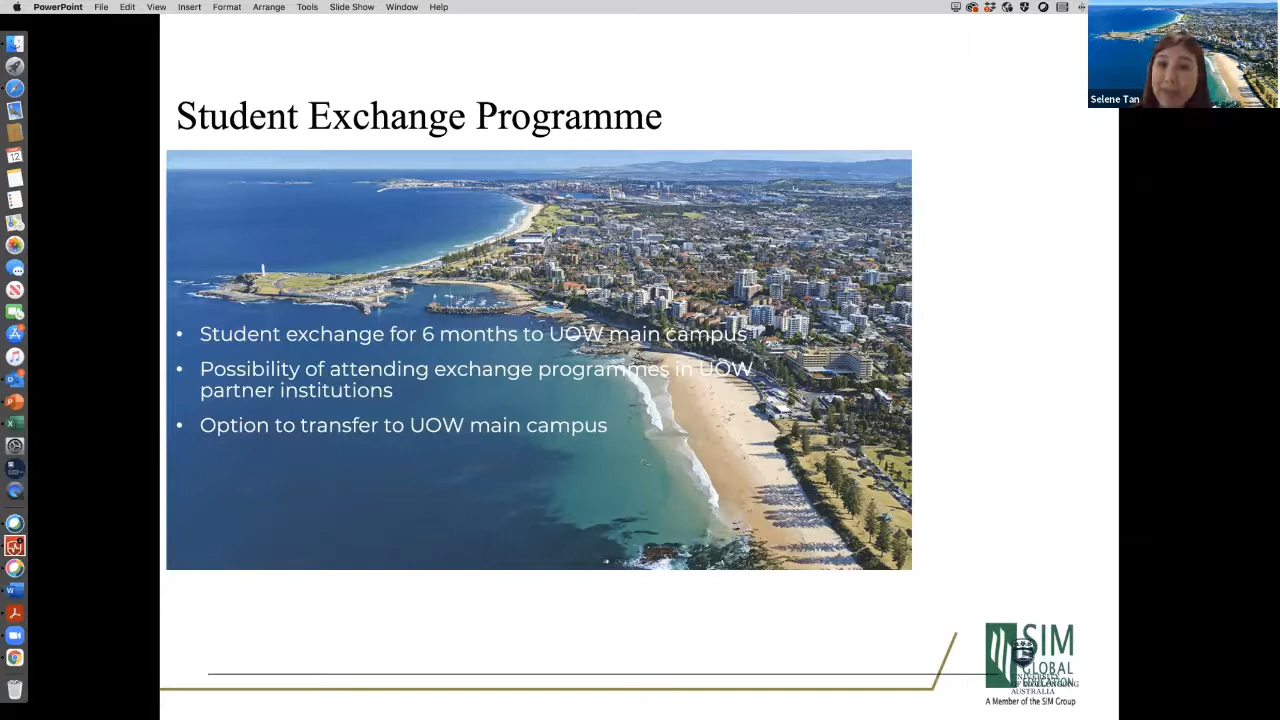 PowerPoint File Edit View Insert Format Arrange Tools Slide Show Window Help
Selene Tan
Student Exchange Programme
• Student exchange for 6 months to UOW main campus
• Possibility of attending exchange programmes in UOW
partner institutions
• Option to transfer to UOW main campus
SIM
GLOBAL
EDUCATION
UNIVERSITY
OF WOLLONGONG
AUSTRALIA
A Member of the SIM Group
12